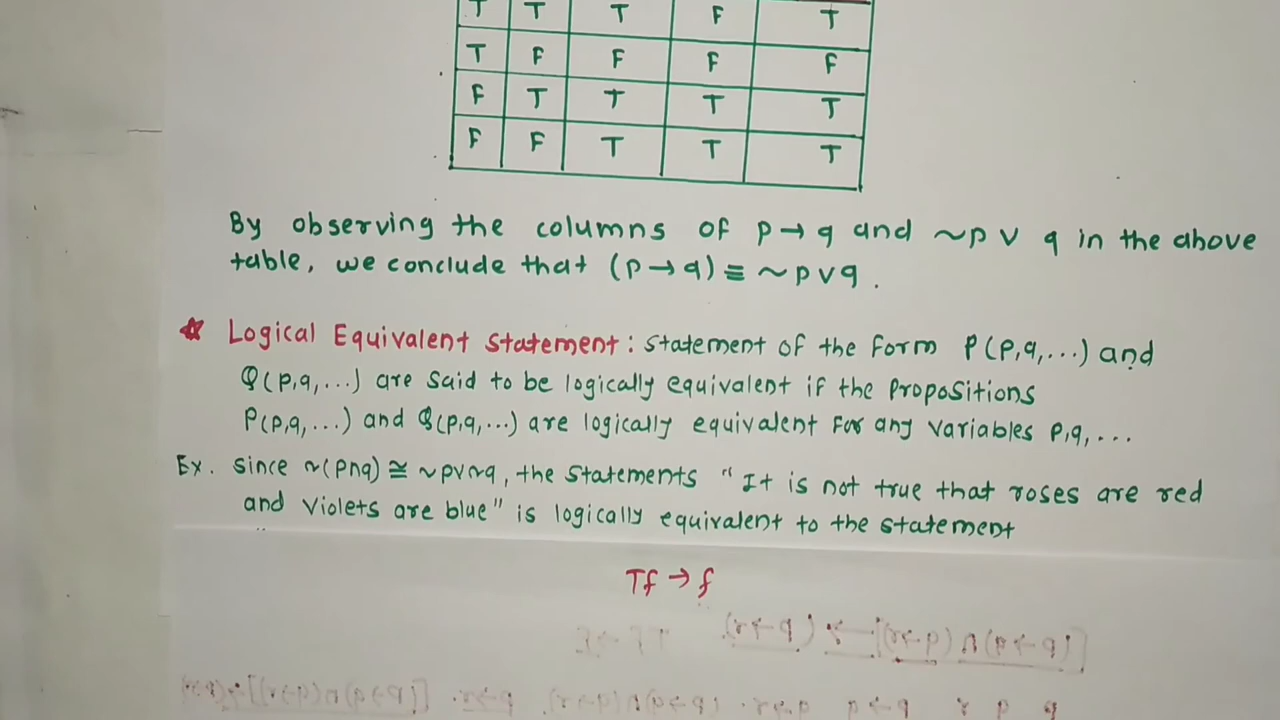 T T T F T
T F F F F
F T T T T
F F T T T
By observing the columns of p → q and ~p ∨ q in the above
table, we conclude that (p → q) ≡ ~p∨q.
☆ Logical Equivalent Statement: Statement of the form P(p,q,...) and
Q(p,q,...) are said to be logically equivalent if the Propositions
P(p,q,...) and Q(p,q,...) are logically equivalent For any variables p,q,...
Ex. since ~(p∧q) ≅ ~p∨~q, the statements "It is not true that roses are red
and violets are blue" is logically equivalent to the statement
Tf → f